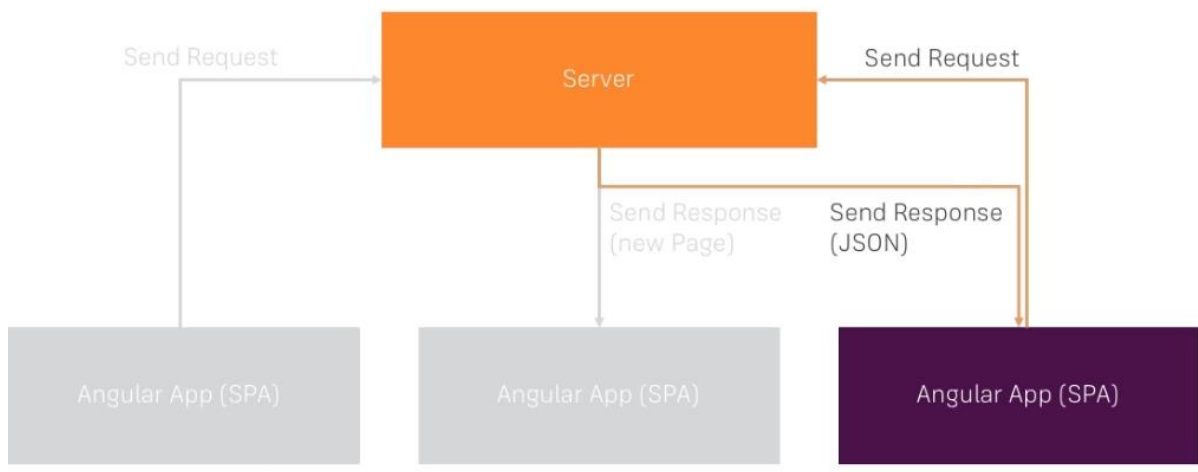 Send Request
Server
Send Request
Send Response
(new Page)
Send Response
(JSON)
Angular App (SPA)
Angular App (SPA)
Angular App (SPA)